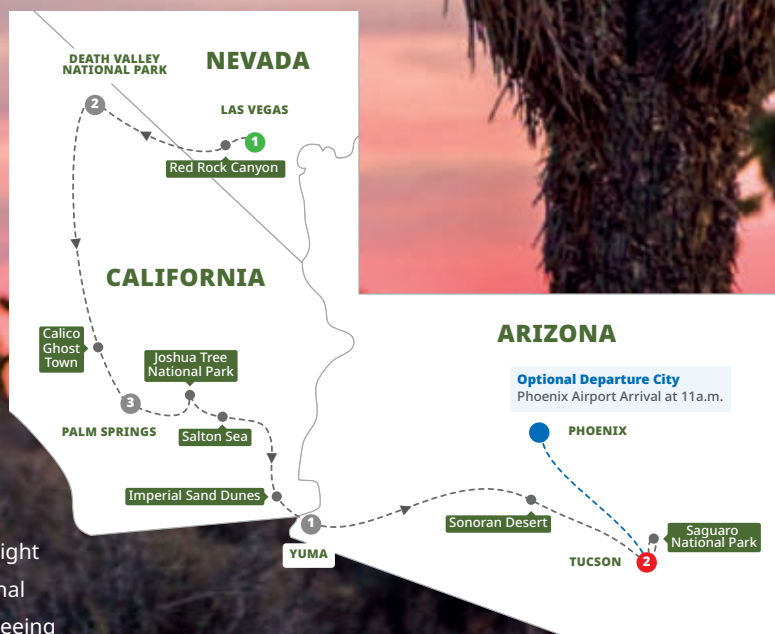 DEATH VALLEY
NATIONAL PARK
NEVADA
2
LAS VEGAS
1
Red Rock Canyon
CALIFORNIA
Calico
Ghost
Town
Joshua Tree
National Park
3
PALM SPRINGS
Salton Sea
Imperial Sand Dunes
1
YUMA
ARIZONA
Optional Departure City
Phoenix Airport Arrival at 11a.m.
PHOENIX
Sonoran Desert
Saguaro
National Park
TUCSON
2
ight
nal
eeing